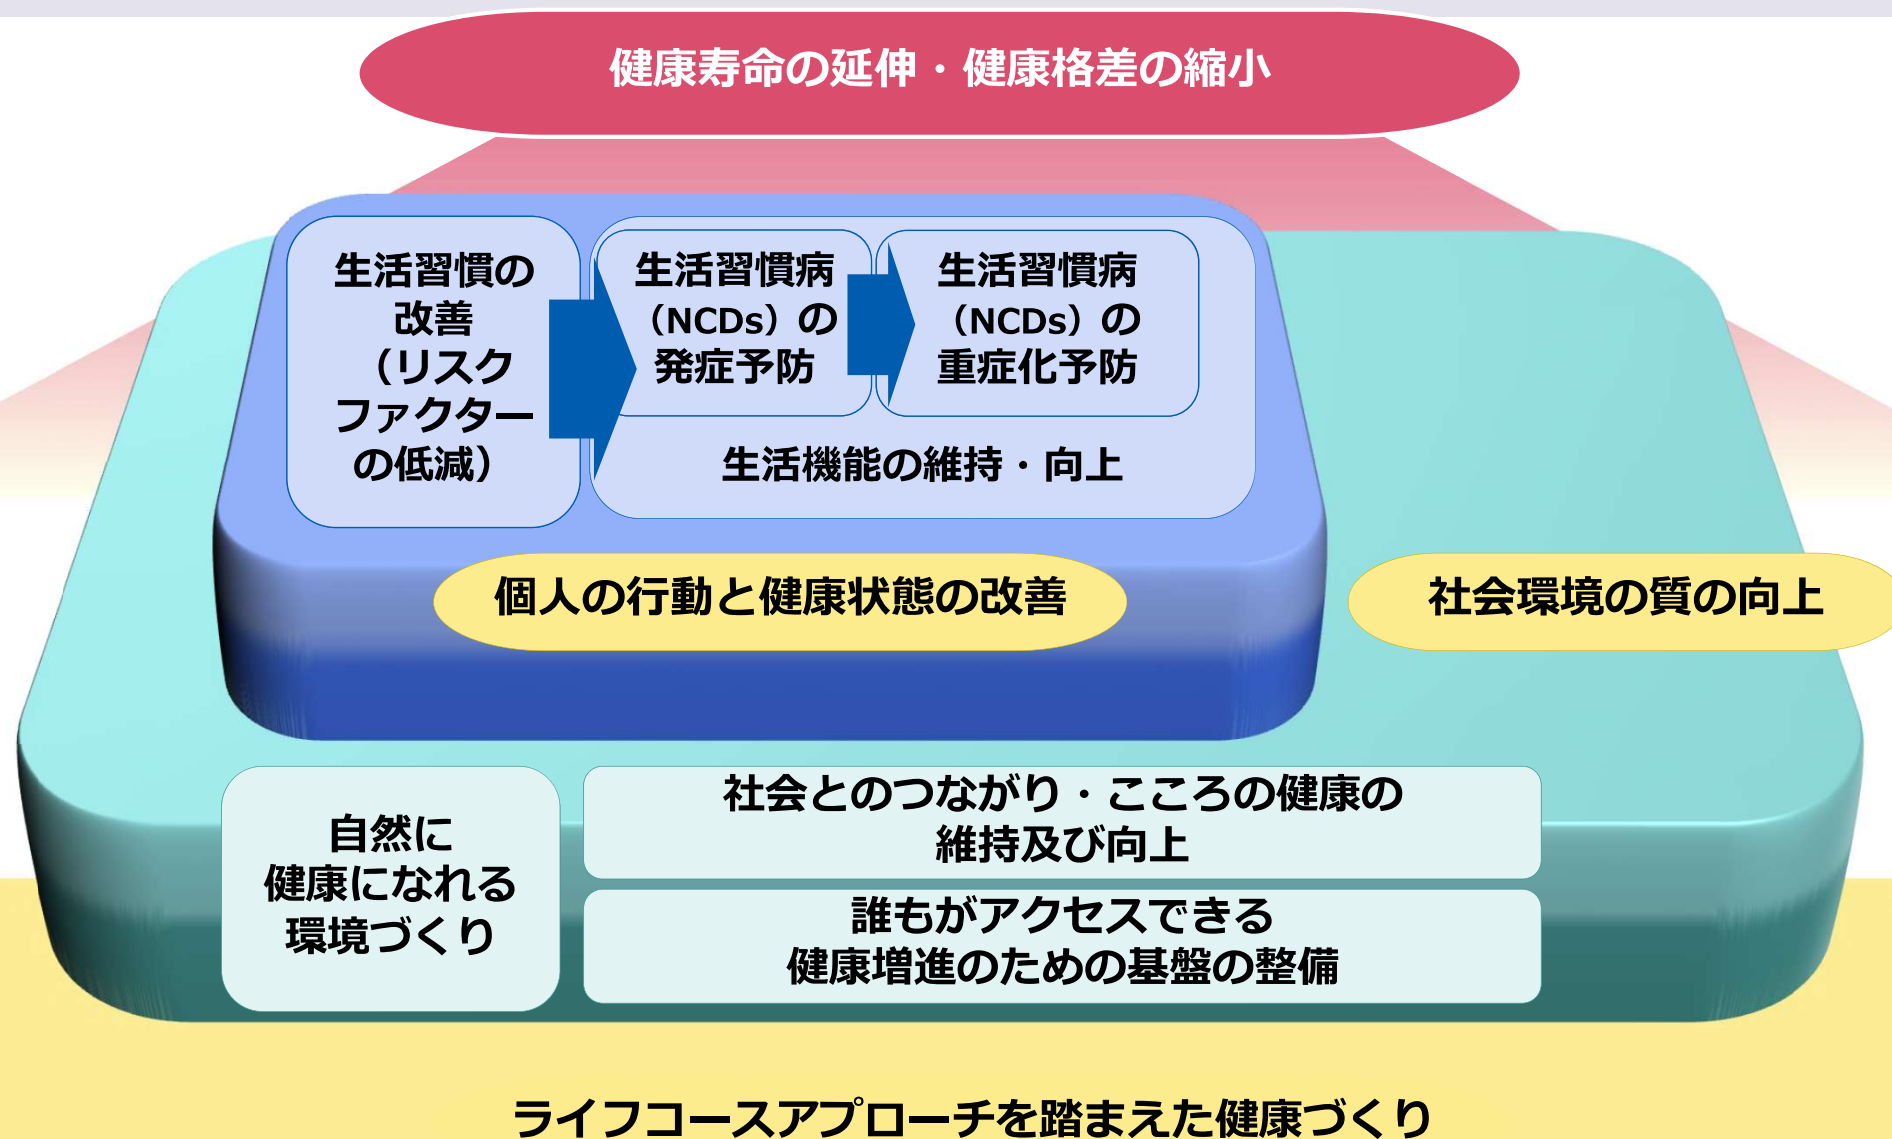 健康寿命の延伸・健康格差の縮小
生活習慣の
改善
（リスク
ファクター
の低減）
生活習慣病
（NCDs）の
発症予防
生活習慣病
（NCDs）の
重症化予防
生活機能の維持・向上
個人の行動と健康状態の改善
社会環境の質の向上
自然に
健康になれる
環境づくり
社会とのつながり・こころの健康の
維持及び向上
誰もがアクセスできる
健康増進のための基盤の整備
ライフコースアプローチを踏まえた健康づくり